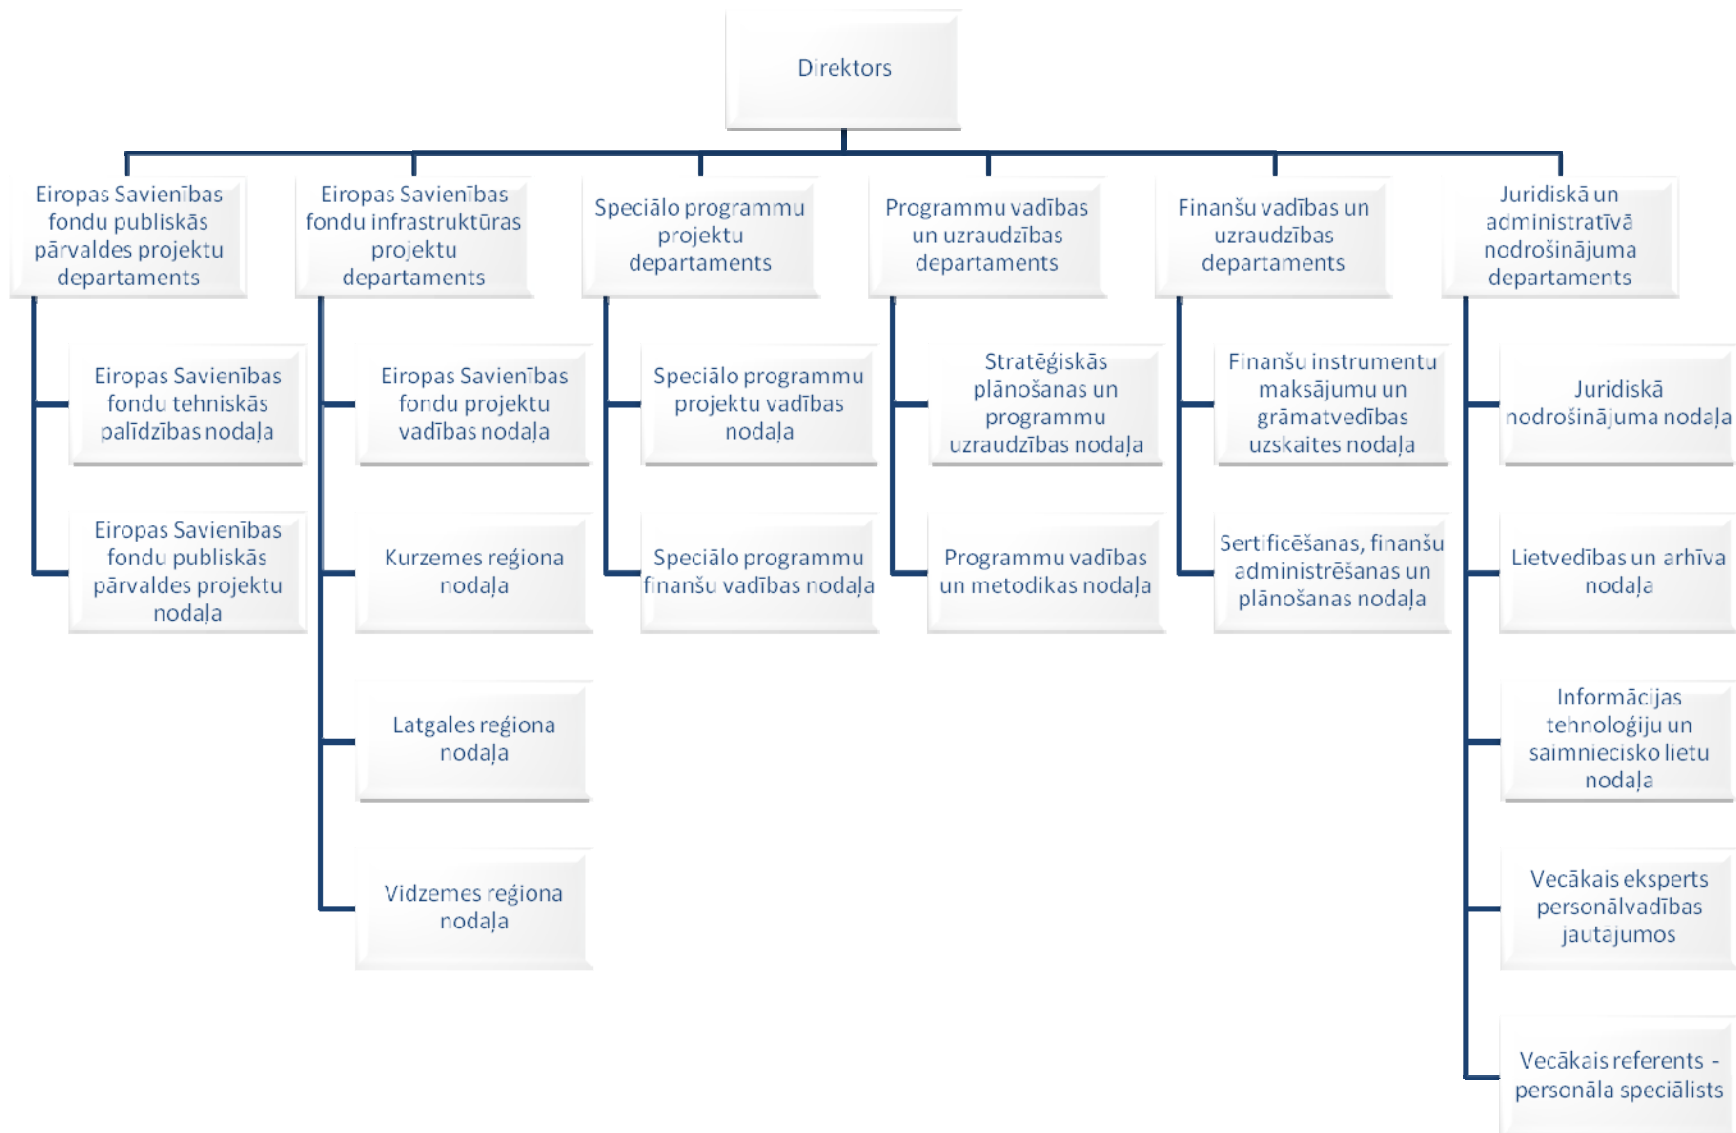 Direktors
Eiropas Savienības
fondu publiskās
pārvaldes projektu
departaments
Eiropas Savienības
fondu tehniskās
palīdzības nodaļa
Eiropas Savienības
fondu publiskās
pārvaldes projektu
nodaļa
Eiropas Savienības
fondu infrastruktūras
projektu
departaments
Eiropas Savienības
fondu projektu
vadības nodaļa
Kurzemes reģiona
nodaļa
Latgales reģiona
nodaļa
Vidzemes reģiona
nodaļa
Speciālo programmu
projektu
departaments
Speciālo programmu
projektu vadības
nodaļa
Speciālo programmu
finanšu vadības nodaļa
Programmu vadības
un uzraudzības
departaments
Stratēģiskās
plānošanas un
programmu
uzraudzības nodaļa
Programmu vadības
un metodikas nodaļa
Finanšu vadības un
uzraudzības
departaments
Finanšu instrumentu
maksājumu un
grāmatvedības
uzskaites nodaļa
Sertificēšanas, finanšu
administrēšanas un
plānošanas nodaļa
Juridiskā un
administratīvā
nodrošinājuma
departaments
Juridiskā
nodrošinājuma nodaļa
Lietvedības un arhīva
nodaļa
Informācijas
tehnoloģiju un
saimniecisko lietu
nodaļa
Vecākais eksperts
personālvadības
jautājumos
Vecākais referents -
personāla speciālists